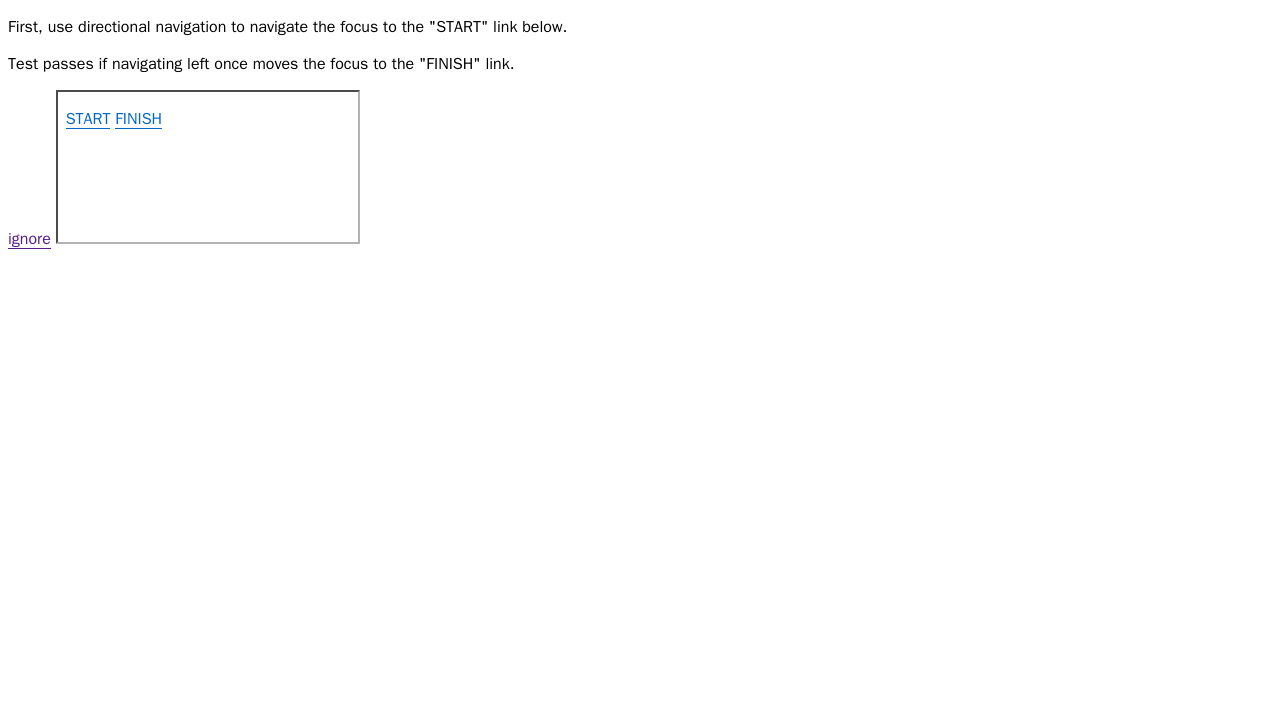 First, use directional navigation to navigate the focus to the "START" link below.
Test passes if navigating left once moves the focus to the "FINISH" link.
START FINISH
ignore